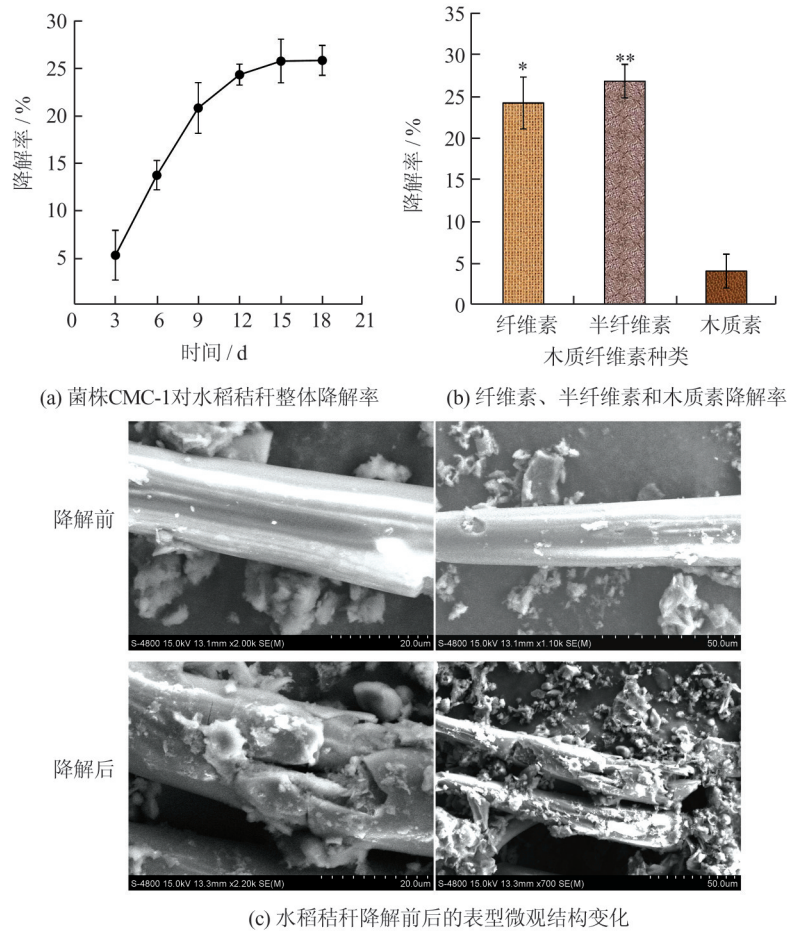 30
25
20
15
10
5
0
3
6
9
12
15
18
21
降解率 / %
时间 / d
(a) 菌株CMC-1对水稻秸秆整体降解率
35
30
25
20
15
10
5
0
降解率 / %
*
**
纤维素
半纤维素
木质素
木质纤维素种类
(b) 纤维素、半纤维素和木质素降解率
降解前
S-4800 15.0kV 13.1mm x2.00k SE(M)
20.0um
S-4800 15.0kV 13.1mm x1.10k SE(M)
50.0um
降解后
S-4800 15.0kV 13.3mm x2.20k SE(M)
20.0um
S-4800 15.0kV 13.3mm x700 SE(M)
50.0um
(c) 水稻秸秆降解前后的表型微观结构变化